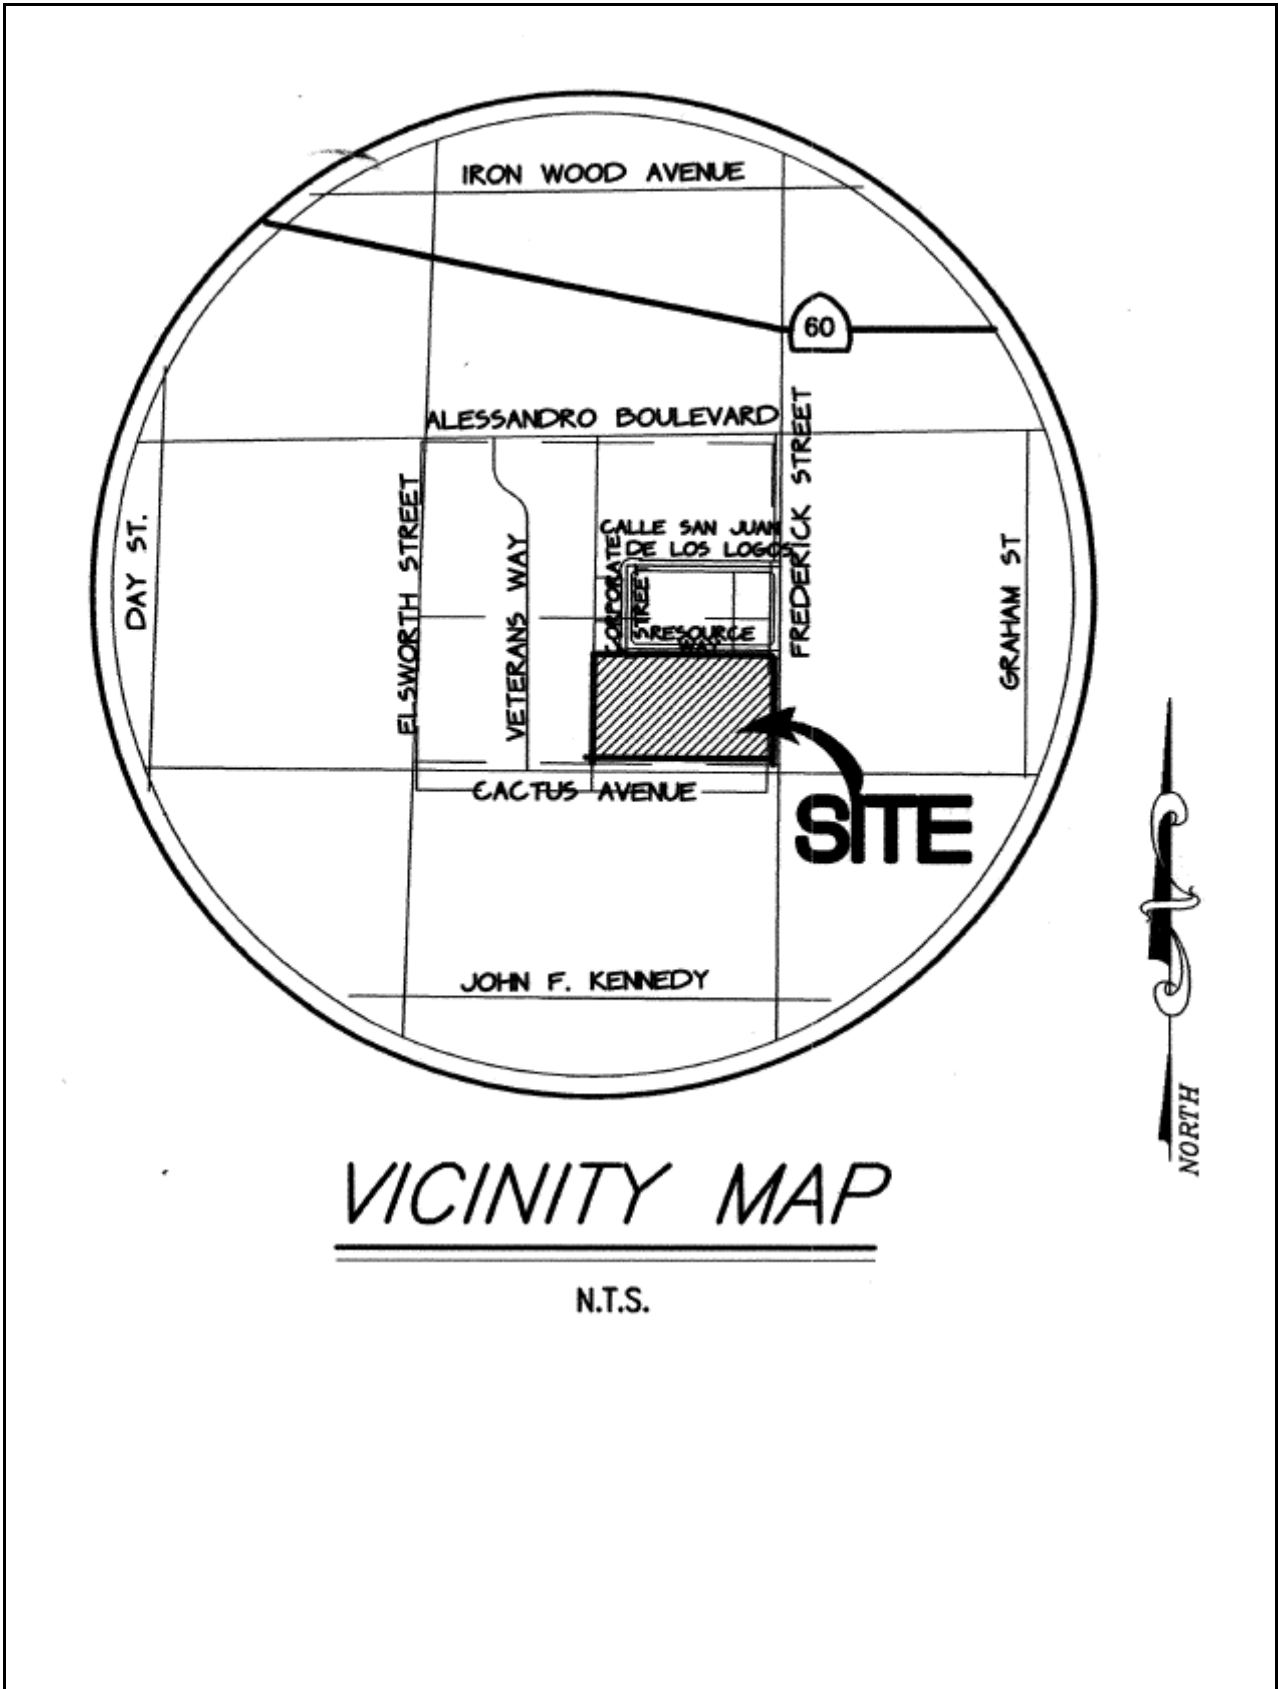 IRON WOOD AVENUE
60
ALESSANDRO BOULEVARD
FREDERICK STREET
DAY ST.
ELSWORTH STREET
VETERANS WAY
CORPORATE
STREET
CALLE SAN JUAN
DE LOS LOGOS
RESOURCE
WAY
GRAHAM ST
CACTUS AVENUE
SITE
JOHN F. KENNEDY
NORTH
VICINITY MAP
N.T.S.